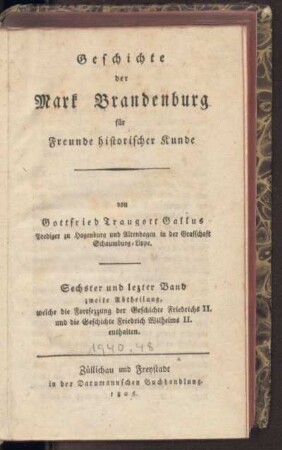 Geschichte
der
Mark Brandenburg
für
Freunde historischer Kunde
von
Gottfried Traugott Gallus
Prediger zu Hagenburg und Altenhagen in der Grafschaft
Schaumburg-Lippe.
Sechster und lezter Band
zweite Abtheilung,
welche die Fortsezzung der Geschichte Friedrichs II.
und die Geschichte Friedrich Wilhelms II.
enthalten.
1940.48
Züllichau und Freystadt
in der Darnmannschen Buchhandlung.
1805.